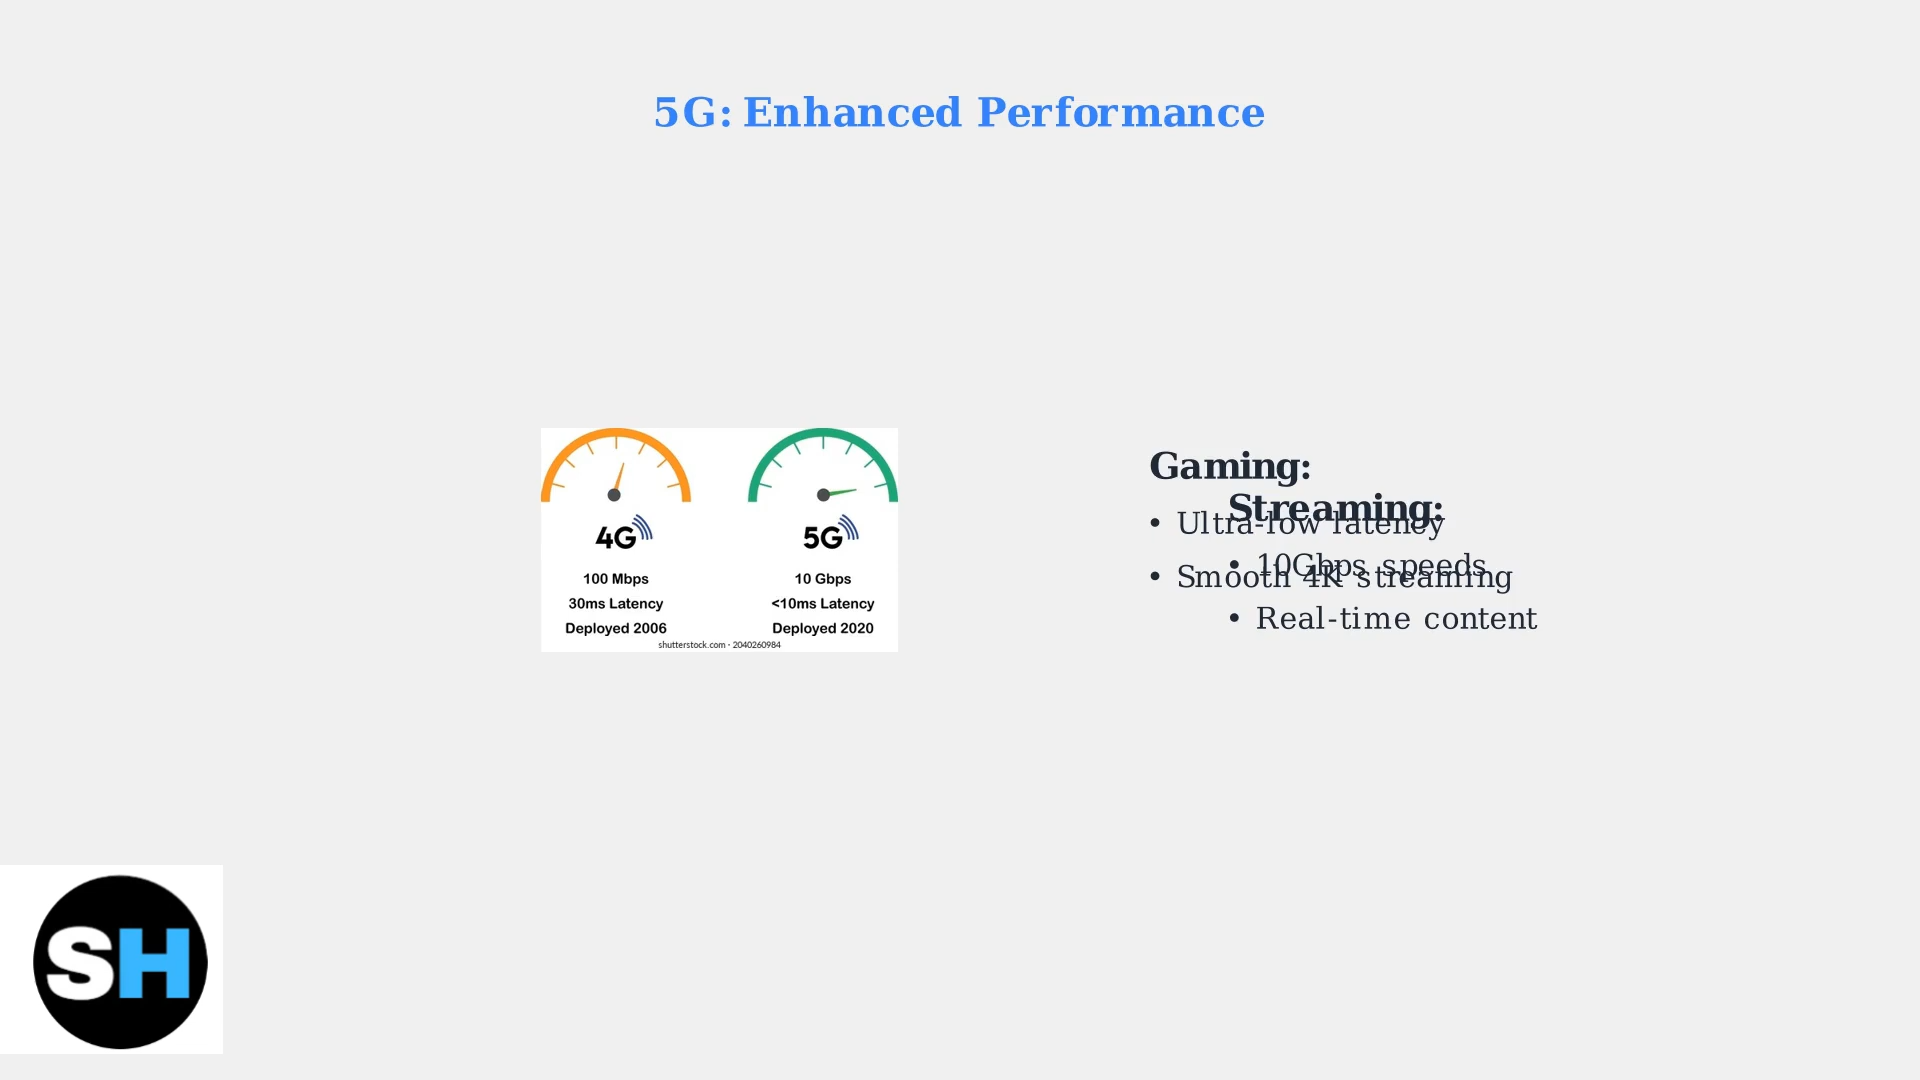 5G: Enhanced Performance
4G
100 Mbps
30ms Latency
Deployed 2006
5G
10 Gbps
<10ms Latency
Deployed 2020
shutterstock.com · 2040260984
Gaming:
• Ultra-low latency
• Smooth 4K streaming
Streaming:
• 10Gbps speeds
• Real-time content
SH